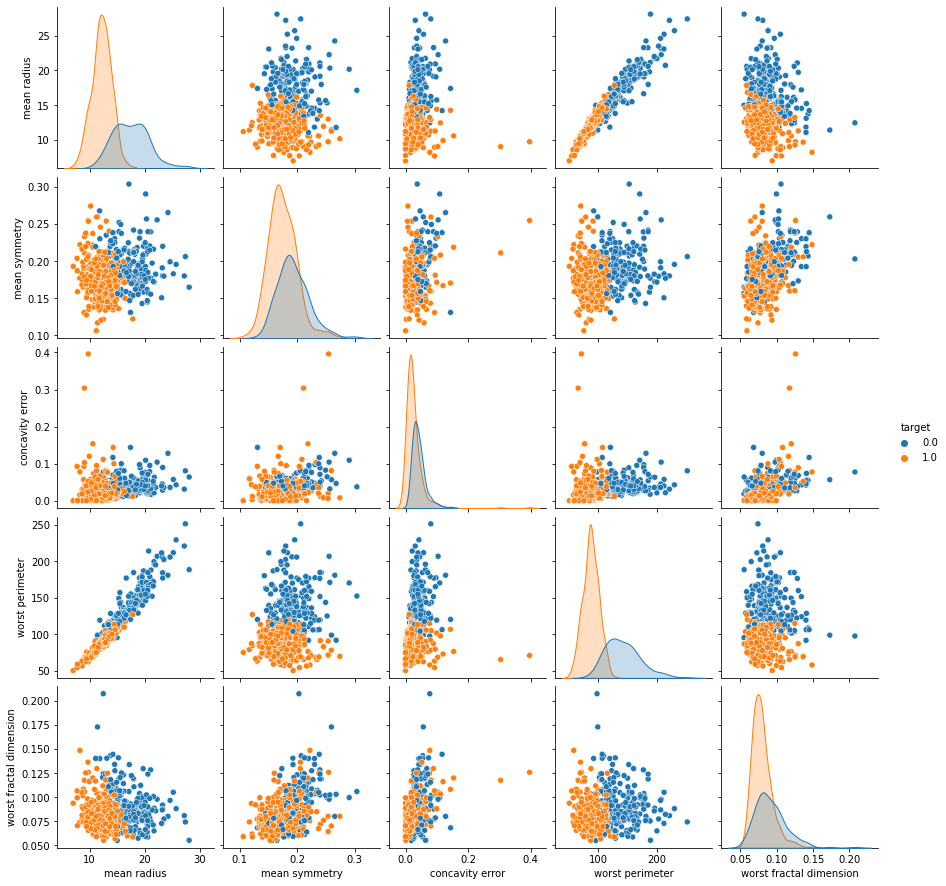 mean radius
25
20
15
10
mean symmetry
0.30
0.25
0.20
0.15
0.10
concavity error
0.4
0.3
0.2
0.1
0.0
target
0.0
1.0
worst perimeter
250
200
150
100
50
worst fractal dimension
0.200
0.175
0.150
0.125
0.100
0.075
0.050
10 20 30
0.1 0.2 0.3
0.0 0.2 0.4
100 200
0.05 0.10 0.15 0.20
mean radius
mean symmetry
concavity error
worst perimeter
worst fractal dimension